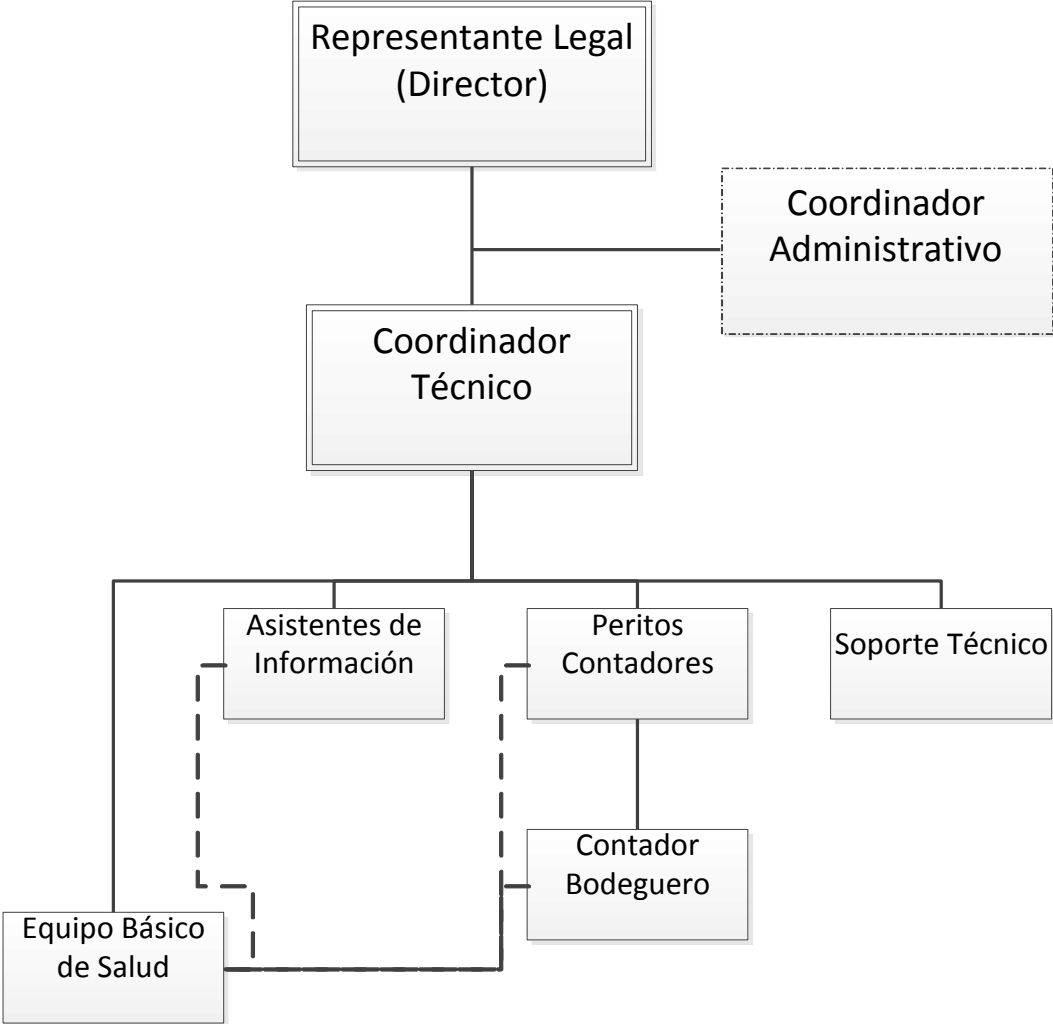 Representante Legal
(Director)
Coordinador
Administrativo
Coordinador
Técnico
Asistentes de
Información
Peritos
Contadores
Soporte Técnico
Contador
Bodeguero
Equipo Básico
de Salud